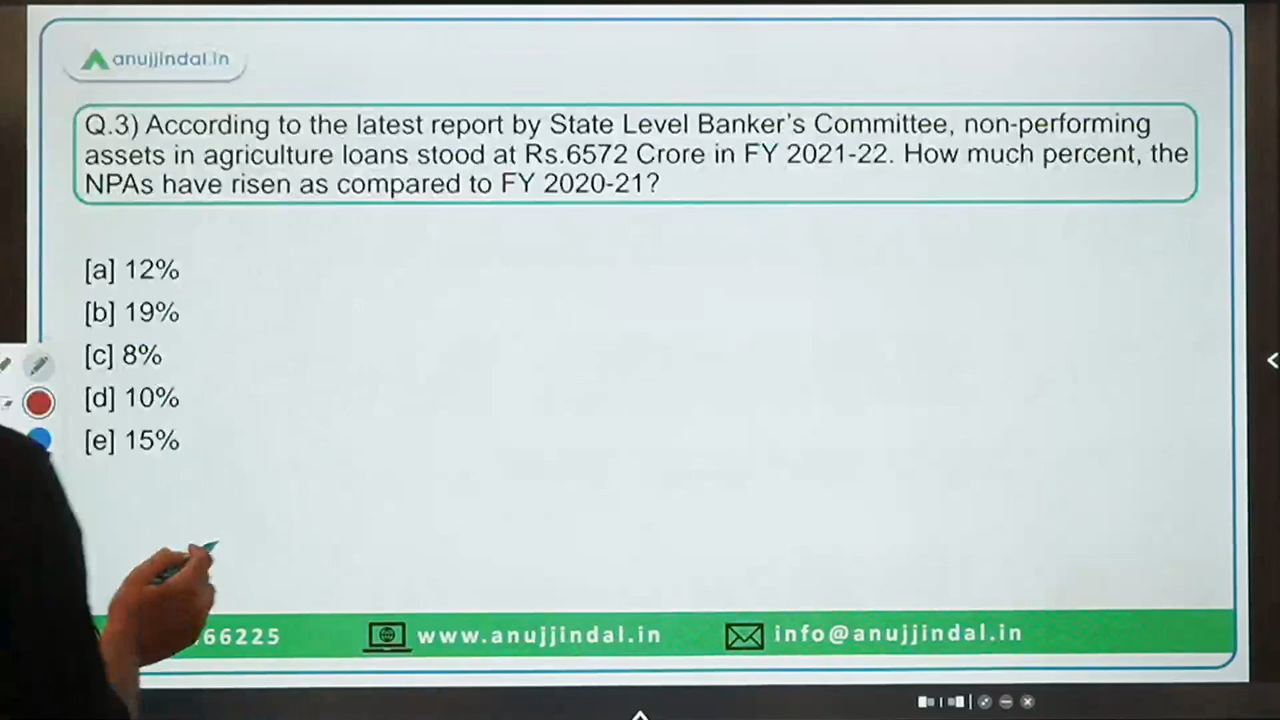 anujjindal.in
Q.3) According to the latest report by State Level Banker's Committee, non-performing
assets in agriculture loans stood at Rs.6572 Crore in FY 2021-22. How much percent, the
NPAs have risen as compared to FY 2020-21?
[a] 12%
[b] 19%
[c] 8%
[d] 10%
[e] 15%
66225
www.anujjindal.in
info@anujjindal.in